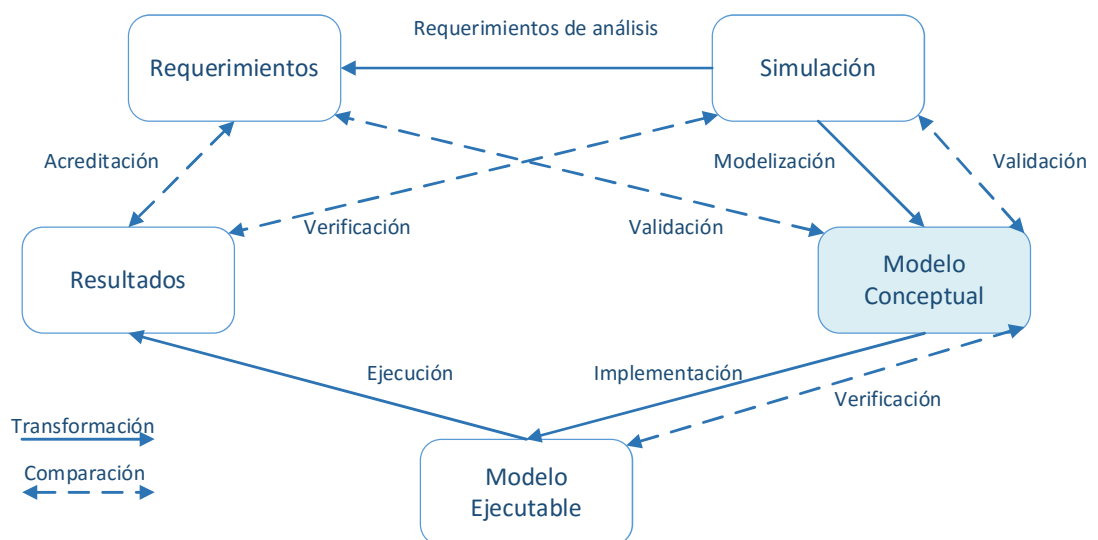 Requerimientos de análisis
Requerimientos
Simulación
Acreditación
Modelización
Validación
Verificación
Validación
Resultados
Modelo
Conceptual
Ejecución
Implementación
Verificación
Transformación
Comparación
Modelo
Ejecutable